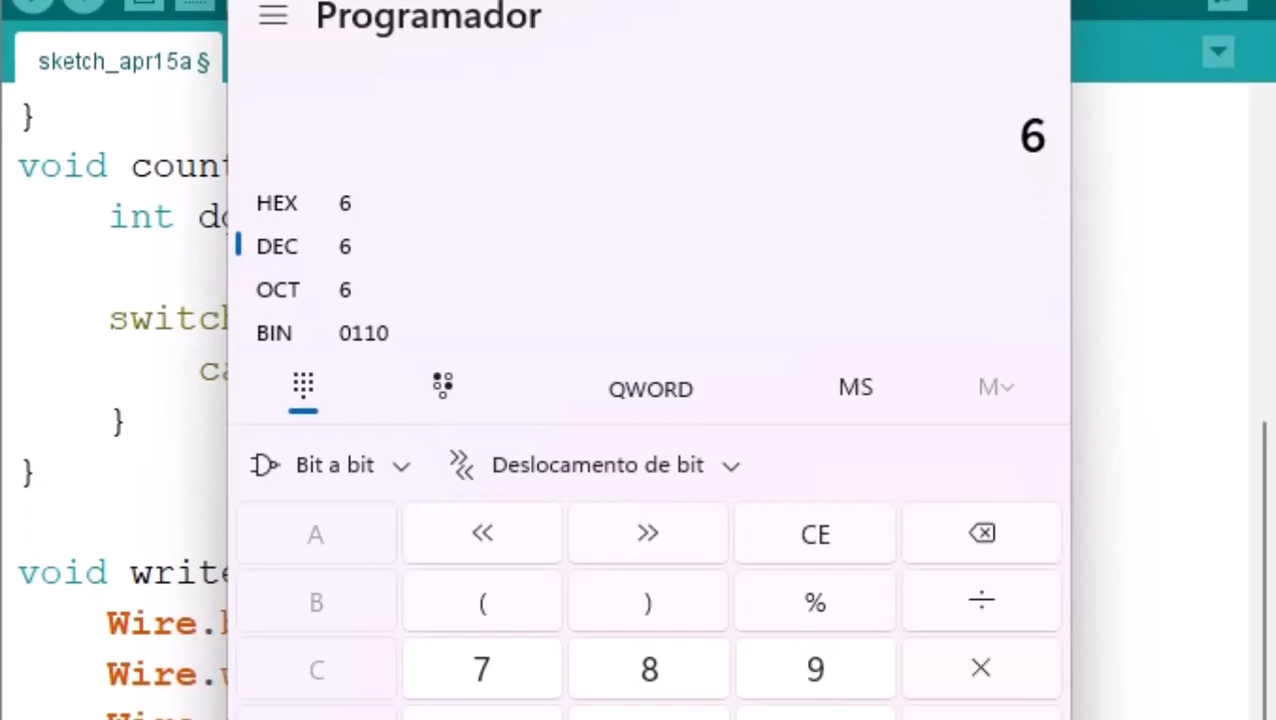 Programador
sketch_apr15a §
}
void count
int
6
HEX 6
DEC 6
OCT 6
BIN 0110
switch
QWORD MS M
}
Bit a bit Deslocamento de bit
}
A << >> CE
void write
B ( ) % ÷
Wire.
C 7 8 9 ×
Wire.